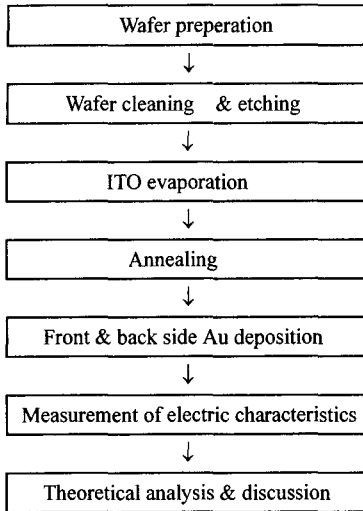 Wafer preparation
↓
Wafer cleaning & etching
↓
ITO evaporation
↓
Annealing
↓
Front & back side Au deposition
↓
Measurement of electric characteristics
↓
Theoretical analysis & discussion